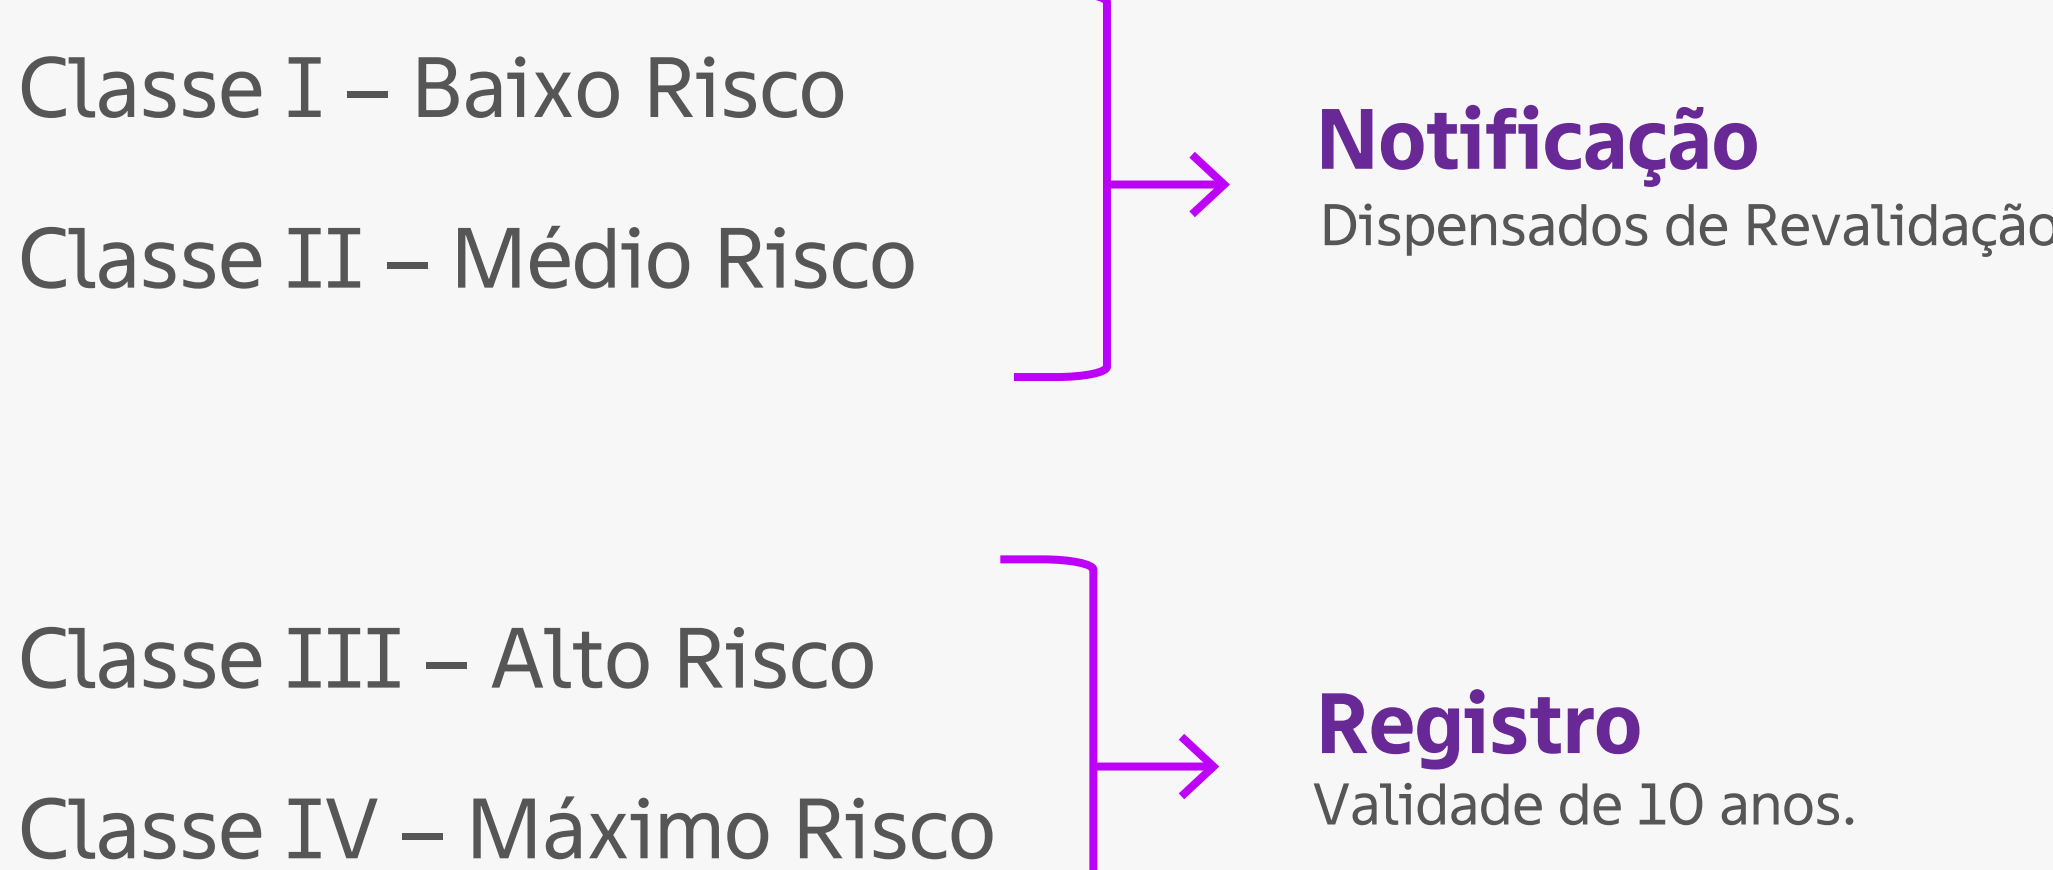 Classe I – Baixo Risco
Classe II – Médio Risco
Notificação
Dispensados de Revalidação
Classe III – Alto Risco
Classe IV – Máximo Risco
Registro
Validade de 10 anos.